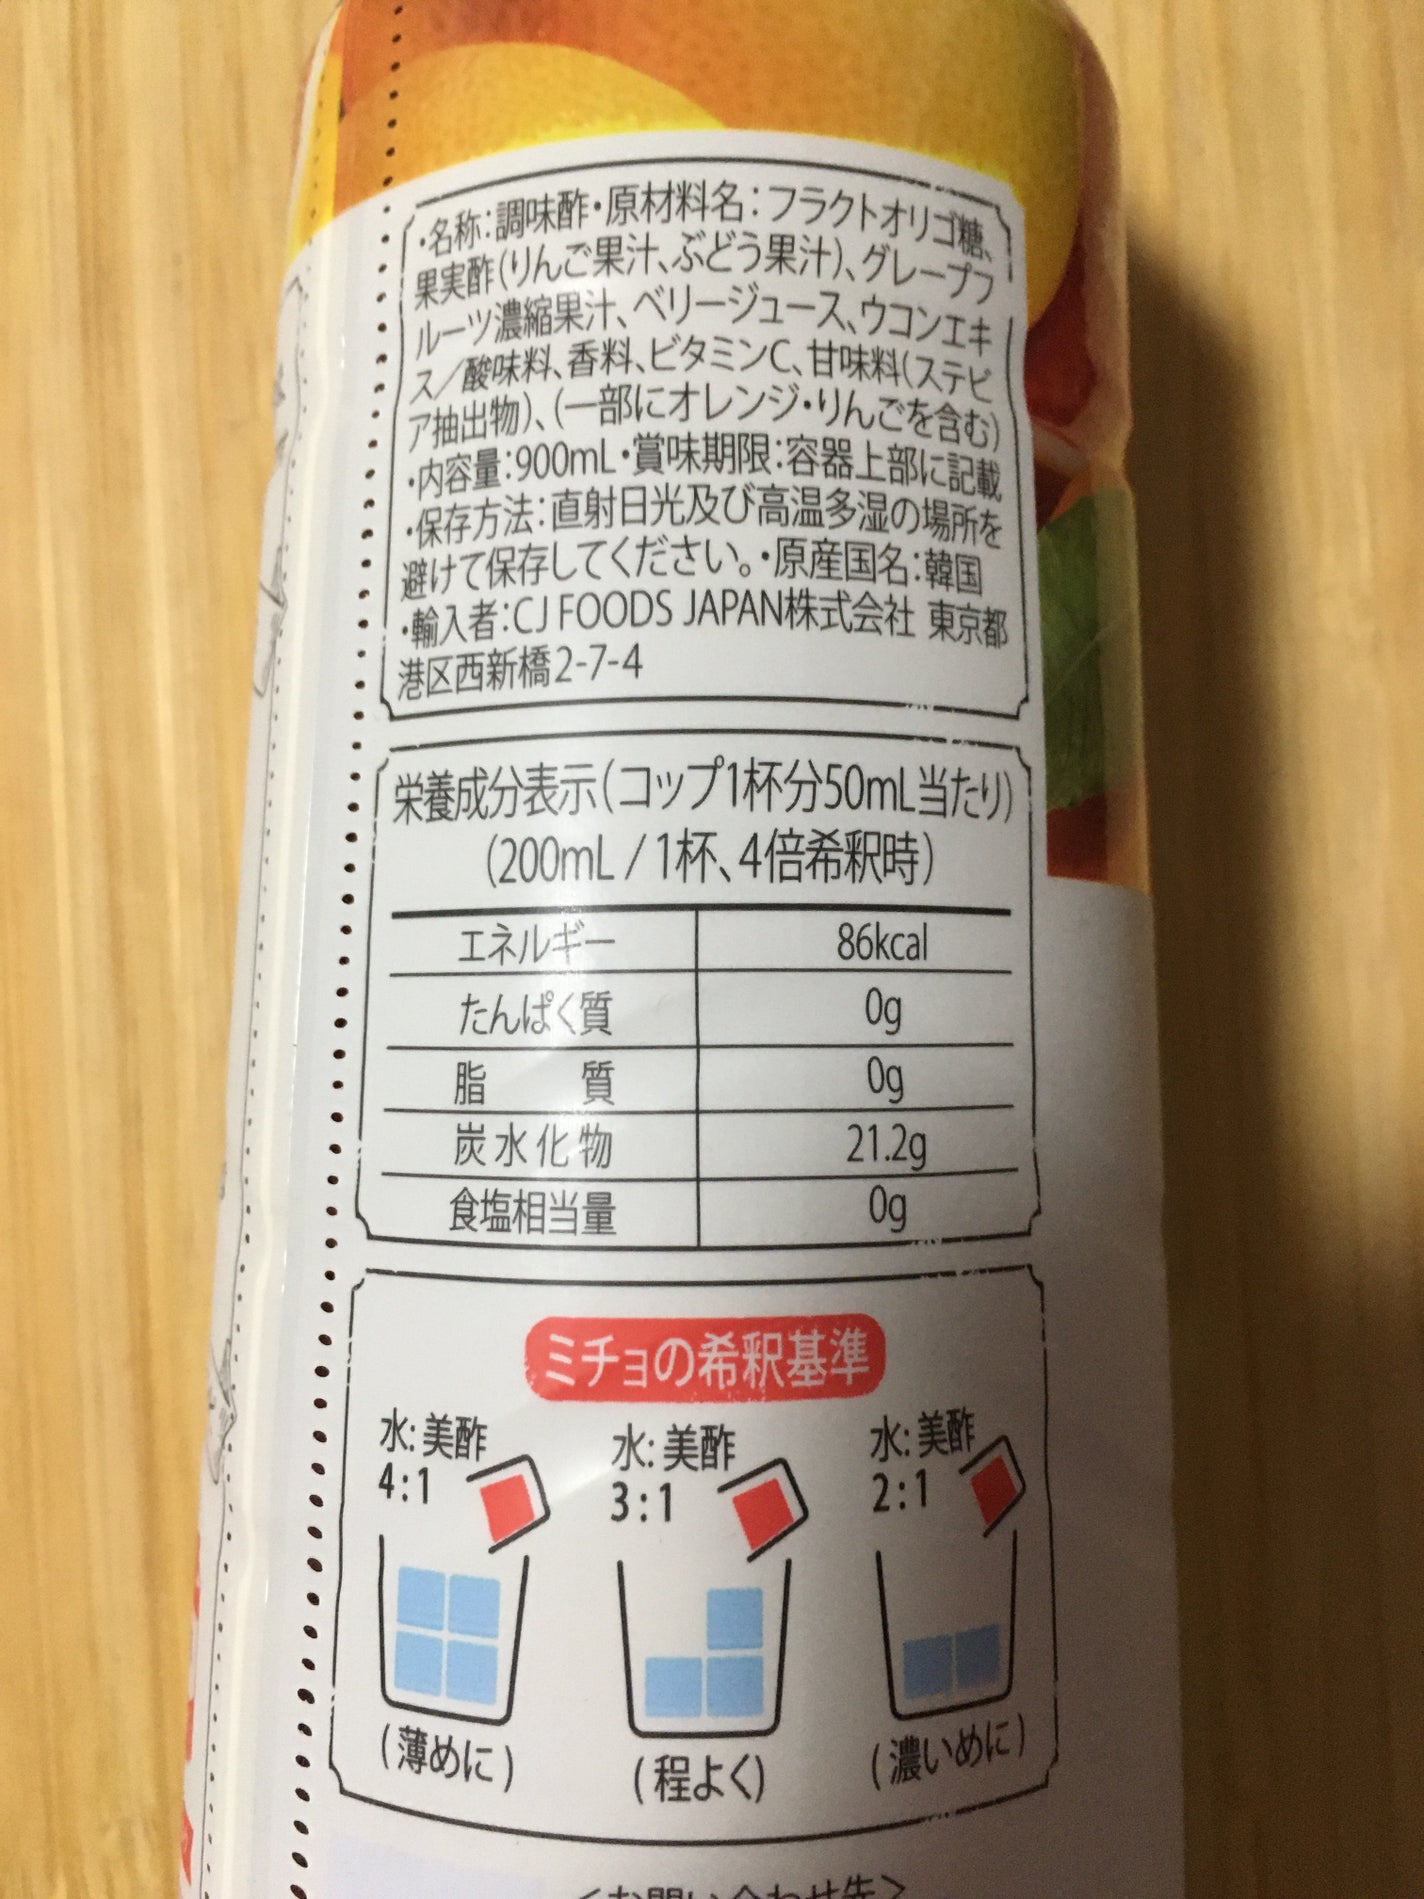 ・名称：調味酢・原材料名：フラクトオリゴ糖、
果実酢（りんご果汁、ぶどう果汁）、グレープフ
ルーツ濃縮果汁、ベリージュース、ウコンエキ
ス／酸味料、香料、ビタミンC、甘味料（ステビ
ア抽出物）、（一部にオレンジ・りんごを含む）
・内容量：900mL・賞味期限：容器上部に記載
・保存方法：直射日光及び高温多湿の場所を
避けて保存してください。・原産国名：韓国
・輸入者：CJ FOODS JAPAN株式会社 東京都
港区西新橋2-7-4
栄養成分表示（コップ1杯分50mL当たり）
（200mL / 1杯、4倍希釈時）
エネルギー 86kcal
たんぱく質 0g
脂 質 0g
炭水化物 21.2g
食塩相当量 0g
ミチョの希釈基準
水：美酢 水：美酢 水：美酢
4：1 3：1 2：1
（薄めに） （程よく） （濃いめに）
＜お問い合わせ先＞